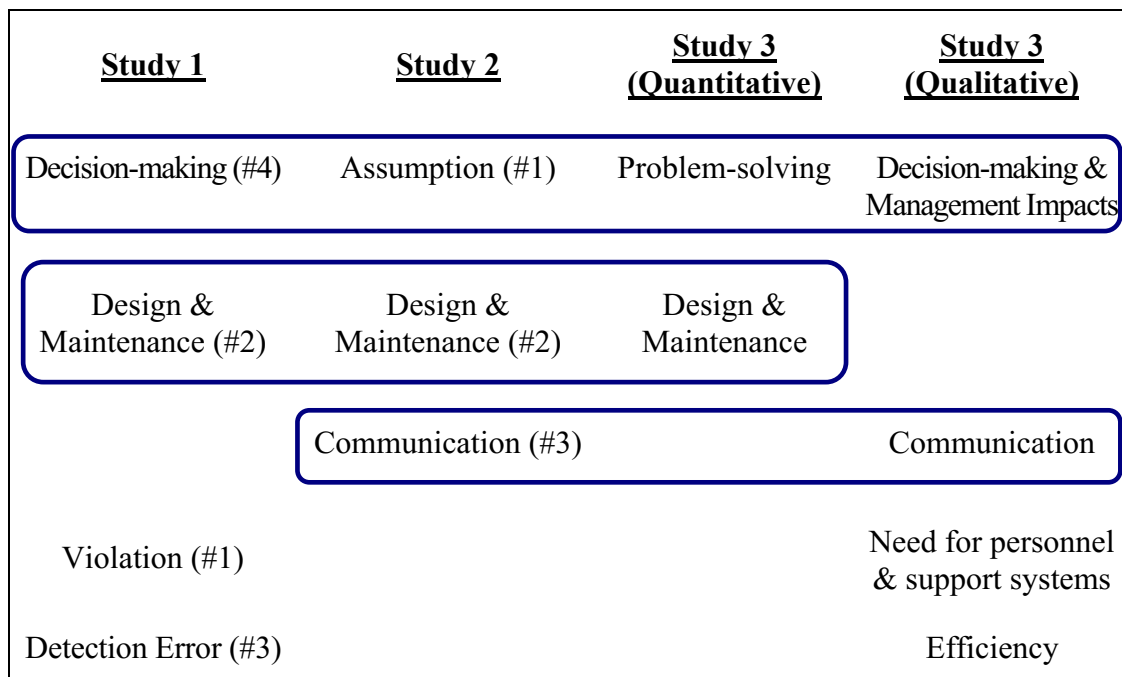 Study 1
Study 2
Study 3
(Quantitative)
Study 3
(Qualitative)
Decision-making (#4)
Assumption (#1)
Problem-solving
Decision-making &
Management Impacts
Design &
Maintenance (#2)
Design &
Maintenance (#2)
Design &
Maintenance
Communication (#3)
Communication
Violation (#1)
Need for personnel
& support systems
Detection Error (#3)
Efficiency